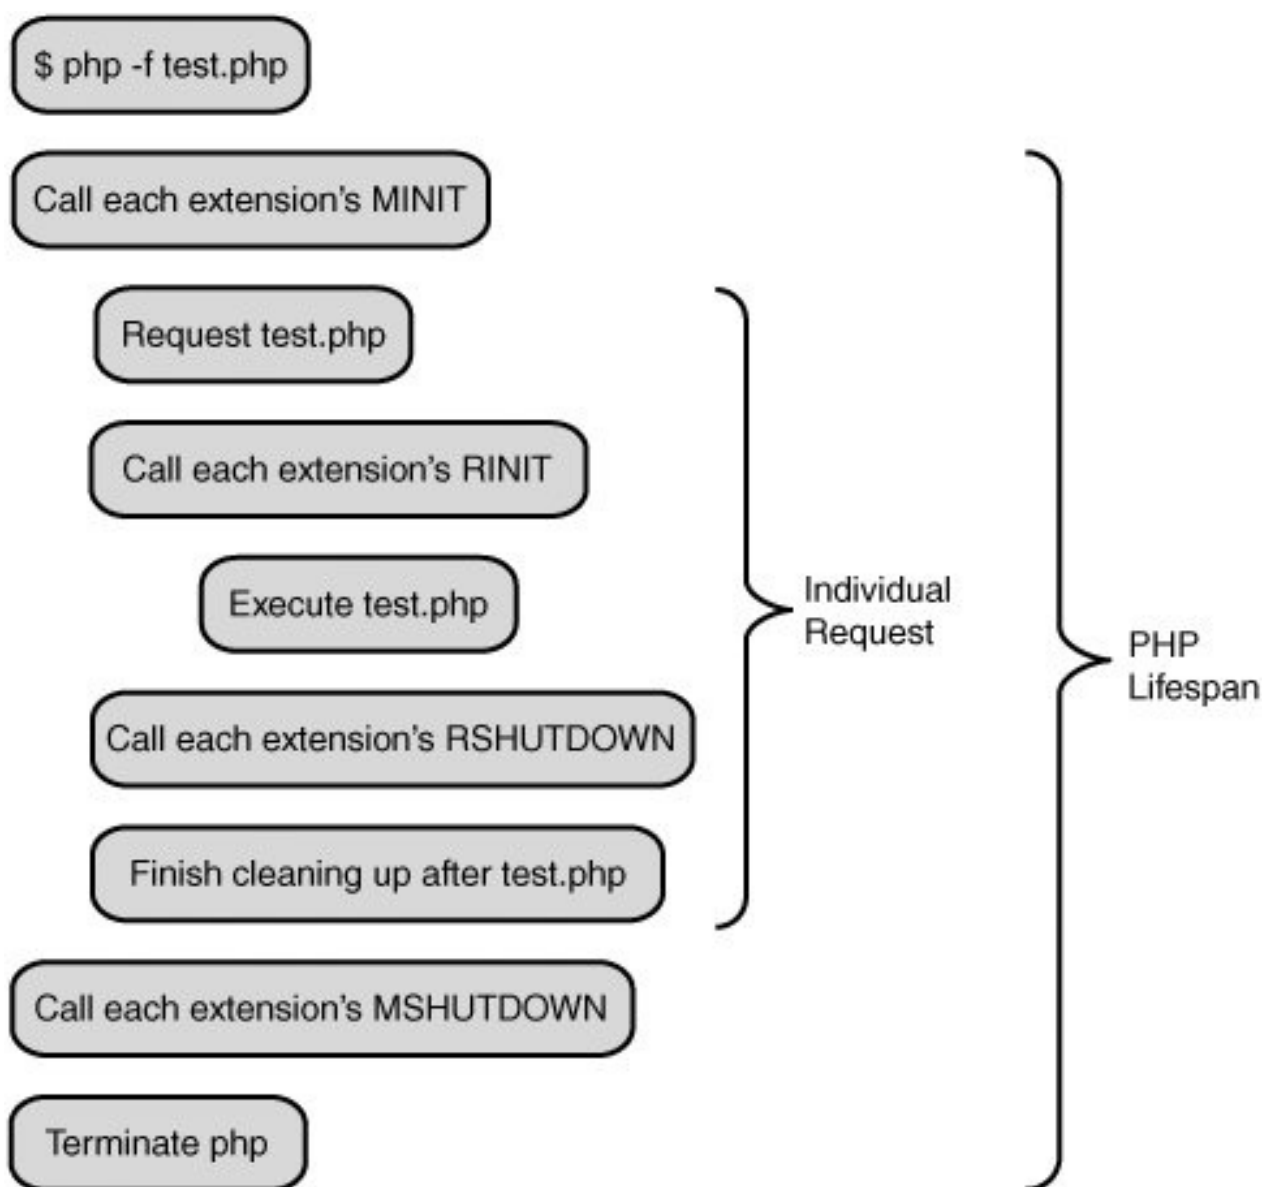 $ php -f test.php
Call each extension's MINIT
Request test.php
Call each extension's RINIT
Execute test.php
Call each extension's RSHUTDOWN
Finish cleaning up after test.php
Call each extension's MSHUTDOWN
Terminate php
Individual
Request
PHP
Lifespan